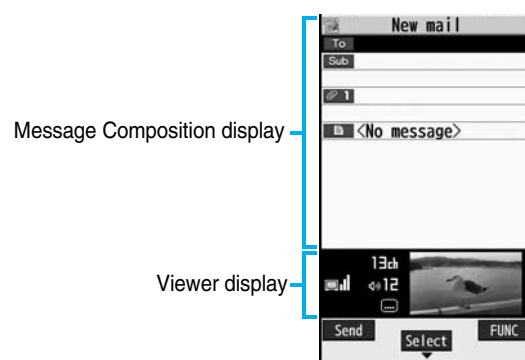 New mail
To
Sub
1
<No message>
Message Composition display
13ch
12
Viewer display
Send
Select
FUNC